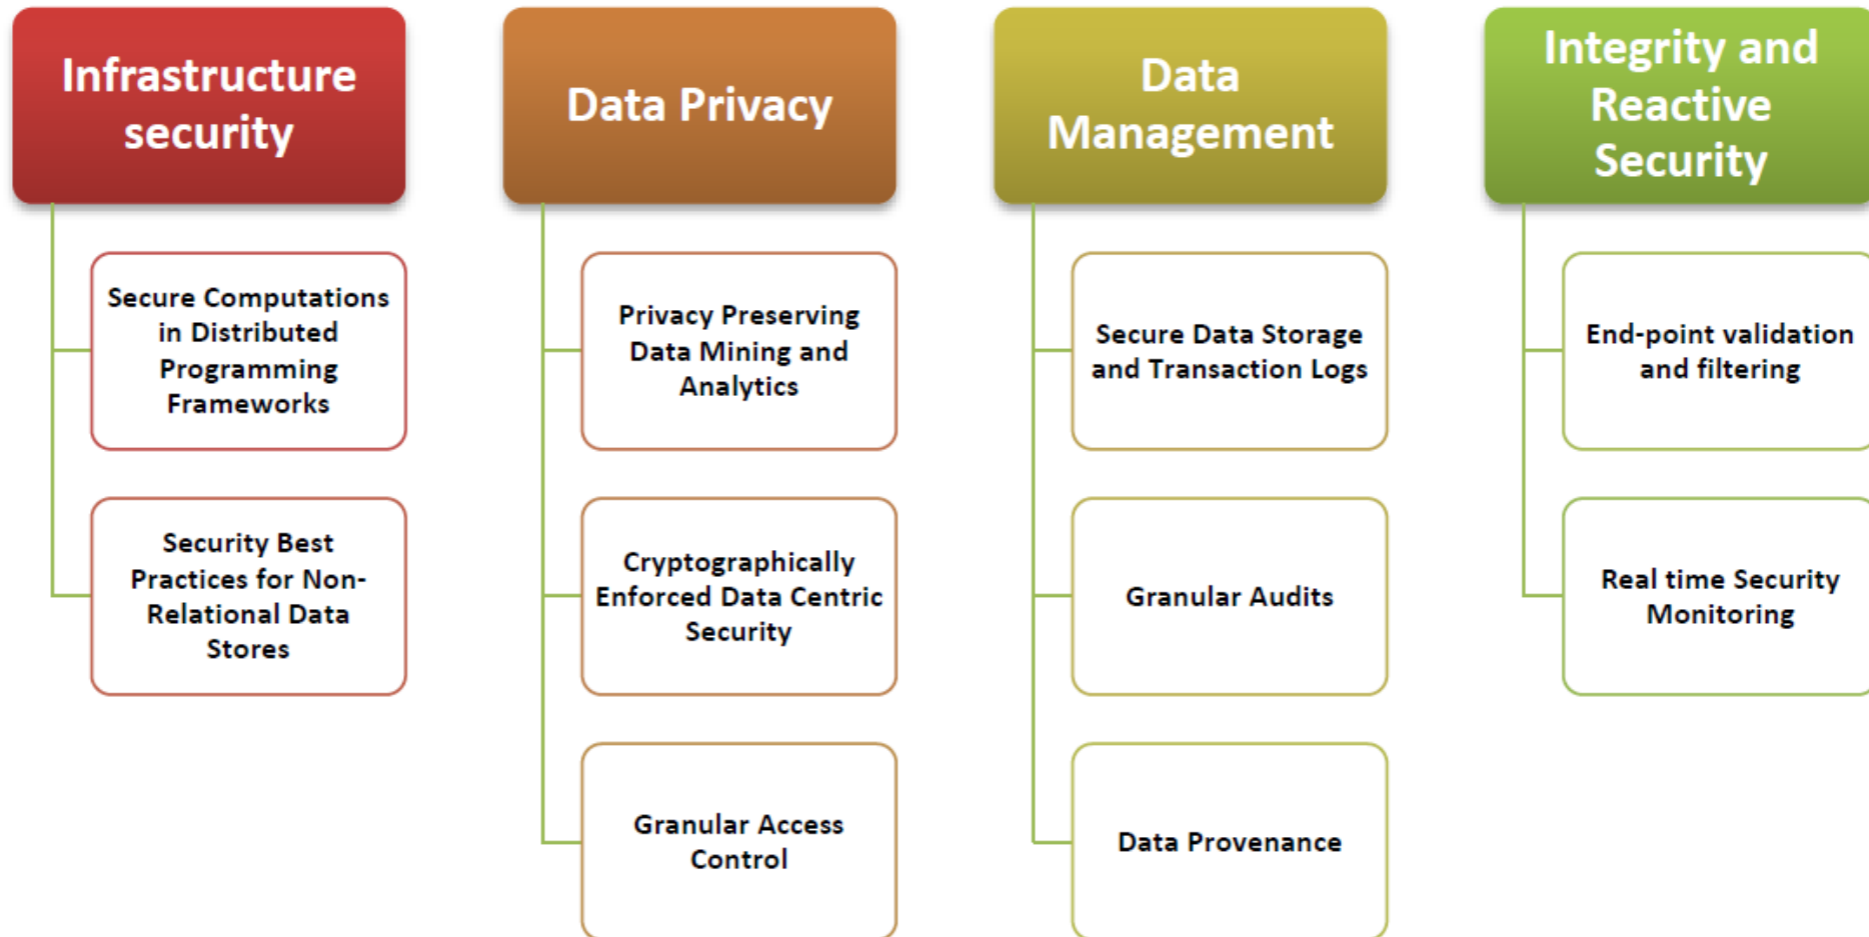 Infrastructure
security
Secure Computations
in Distributed
Programming
Frameworks
Security Best
Practices for Non-
Relational Data
Stores
Data Privacy
Privacy Preserving
Data Mining and
Analytics
Cryptographically
Enforced Data Centric
Security
Granular Access
Control
Data
Management
Secure Data Storage
and Transaction Logs
Granular Audits
Data Provenance
Integrity and
Reactive
Security
End-point validation
and filtering
Real time Security
Monitoring